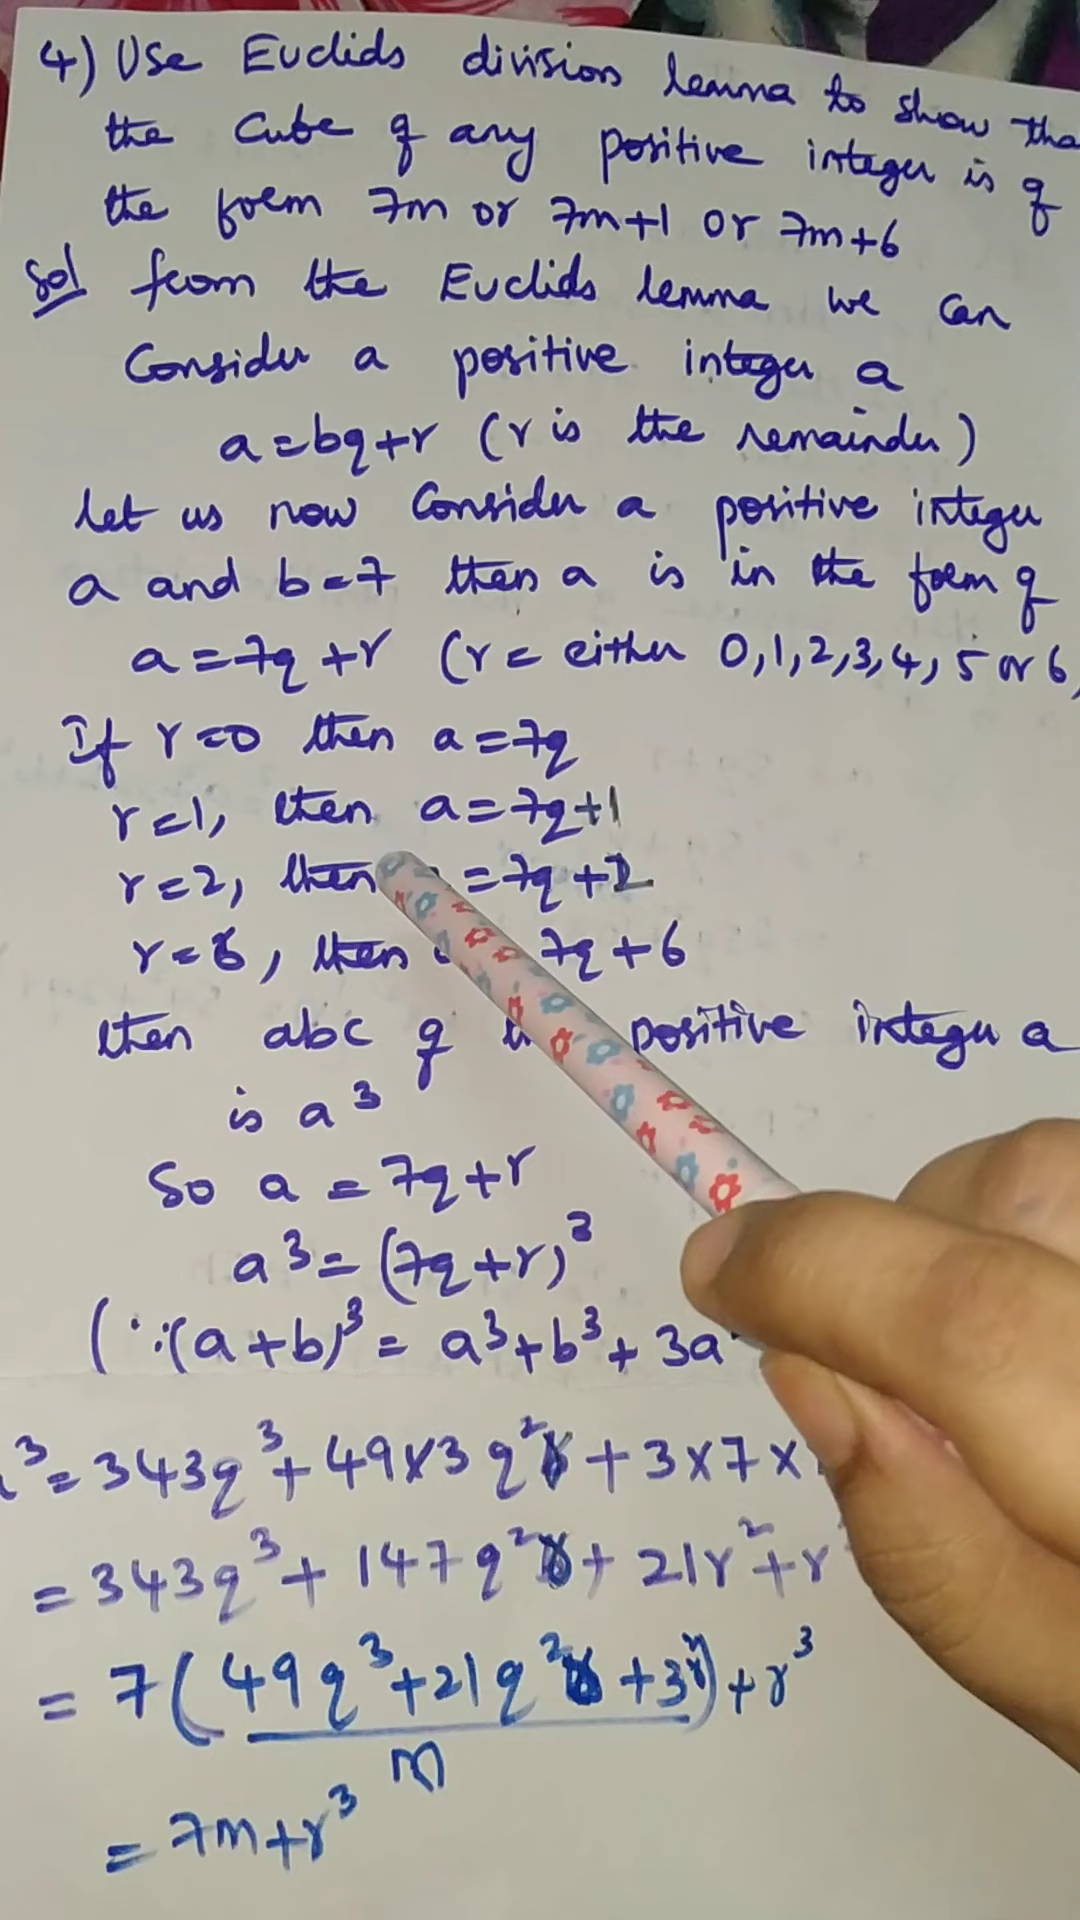 4) Use Euclids division lemma to show tha
the Cube of any positive integer is of
the form 7m or 7m+1 or 7m+6
Sol from the Euclids lemma we can
Consider a positive integer a
a=bq+r (r is the remainder)
let us now Consider a positive integer
a and b=7 then a is in the form of
a=7q+r (r= either 0,1,2,3,4,5 or 6,
If r=0 then a=7q
r=1, then a=7q+1
r=2, then =7q+2
r=6, then 7q+6
then abc of positive integer a
is a³
So a = 7q+r
a³=(7q+r)³
(∵(a+b)³= a³+b³+3a
³=343q³+49×3q²r+3×7×
=343q³+147q²r+21r²+r
=7(49q³+21q²r+3r²)+r³
m
=7m+r³